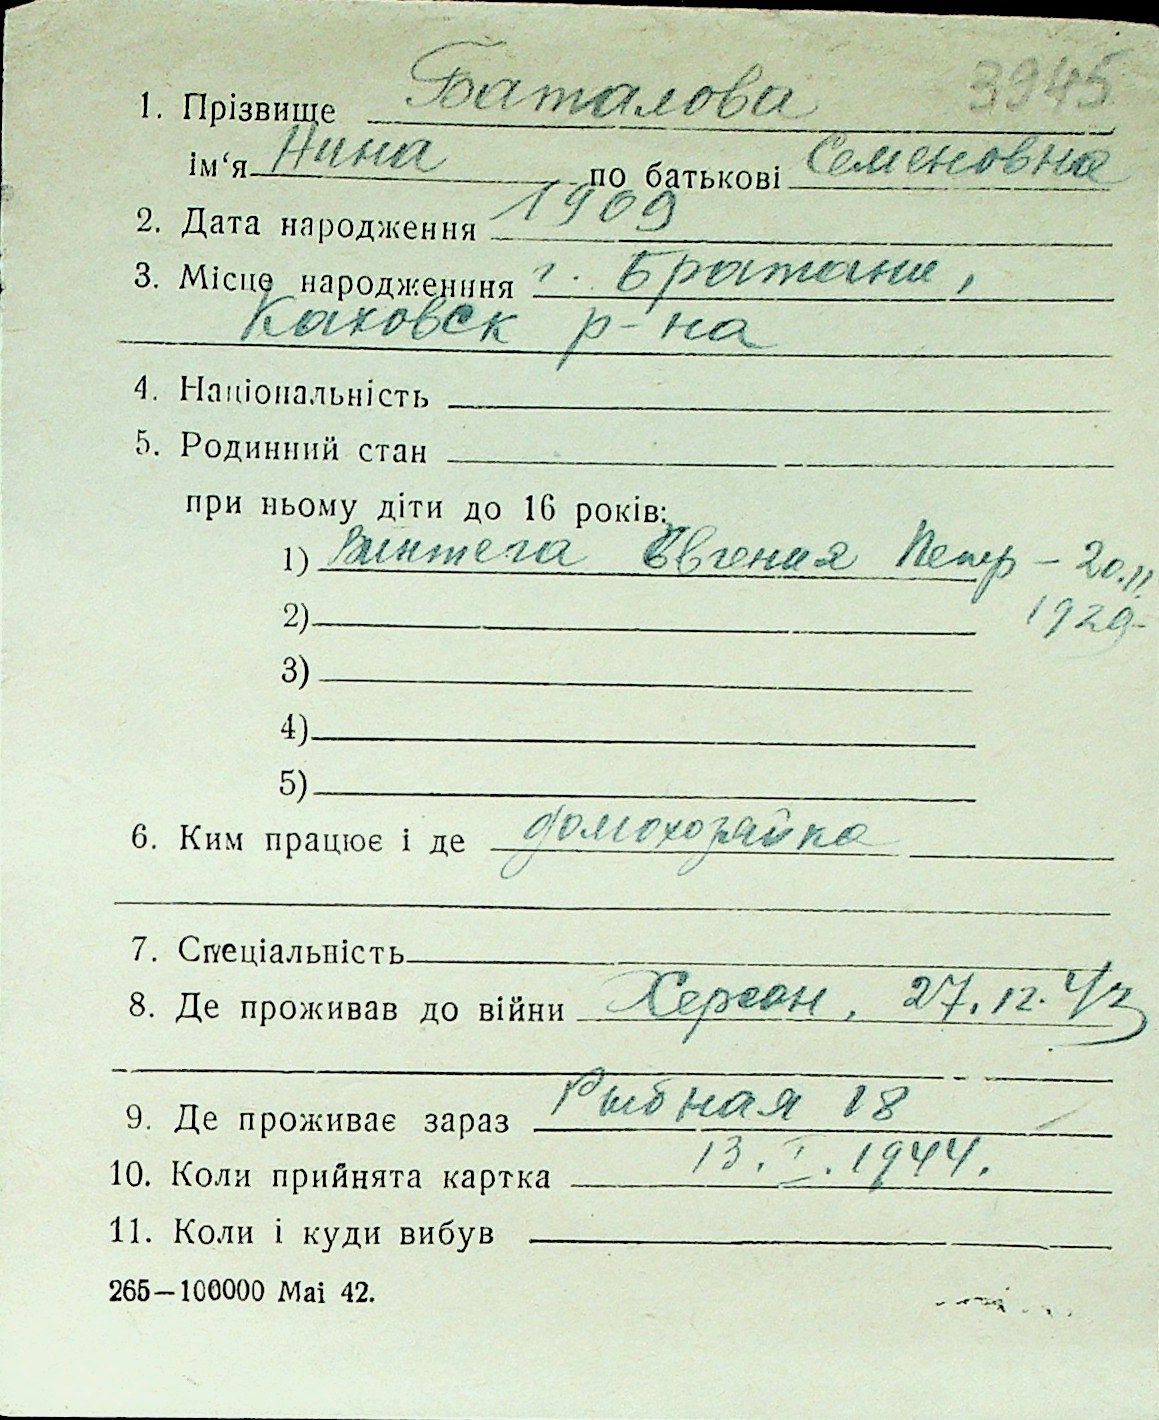 3945
1. Прізвище Баталова
ім‘я Нина по батькові Семеновна
2. Дата народження 1909
3. Місце народженння г. Братани,
Каховск р-на
4. Національність
5. Родинний стан
при ньому діти до 16 років:
1) Винтега Евгения Петр - 20.11.
2) 1929
3)
4)
5)
6. Ким працює і де домохозяйка
7. Спеціальність
8. Де проживав до війни Херсон, 27.12.43
9. Де проживає зараз Рыбная 18
10. Коли прийнята картка 13.I.1944.
11. Коли і куди вибув
265—100000 Mai 42.